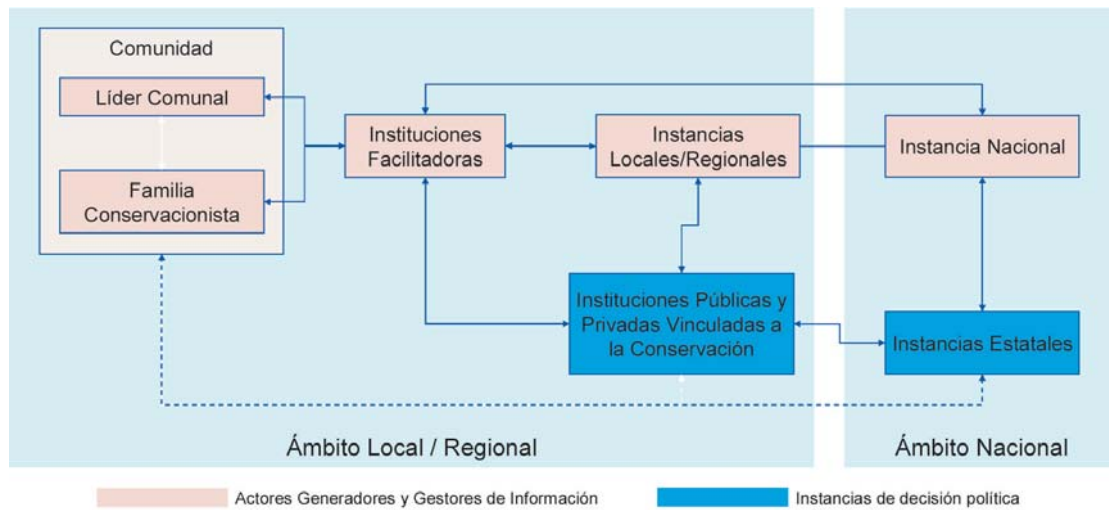 Comunidad
Líder Comunal
Familia
Conservacionista
Instituciones
Facilitadoras
Instancias
Locales/Regionales
Instancia Nacional
Instituciones Públicas y
Privadas Vinculadas a
la Conservación
Instancias Estatales
Ámbito Local / Regional
Ámbito Nacional
Actores Generadores y Gestores de Información
Instancias de decisión política